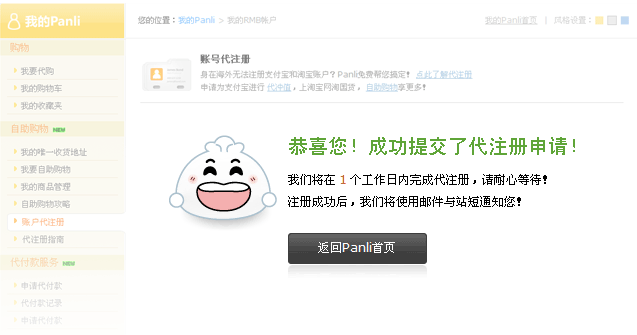 我的Panli
您的位置：我的Panli > 我的RMB帐户
我的Panli首页 | 风格设置：
购物
我要代购
我的购物车
我的收藏夹
自助购物 NEW
我的唯一收货地址
我要自助购物
我的商品管理
自助购物攻略
账户代注册
代注册指南
代付款服务 NEW
申请代付款
代付款记录
账号代注册
身在海外无法注册支付宝和淘宝账户？Panli免费帮您搞定！ 点此了解代注册
申请为支付宝进行 代冲值，上淘宝网淘国货， 自助购物享更多！
恭喜您！成功提交了代注册申请！
我们将在 1 个工作日内完成代注册，请耐心等待！
注册成功后，我们将使用邮件与站短通知您！
返回Panli首页